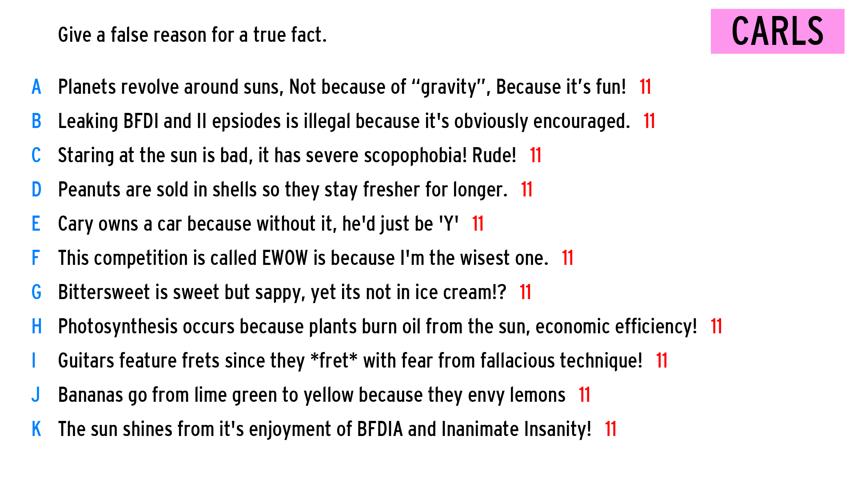 Give a false reason for a true fact.
CARLS
A Planets revolve around suns, Not because of “gravity”, Because it’s fun! 11
B Leaking BFDI and II epsiodes is illegal because it's obviously encouraged. 11
C Staring at the sun is bad, it has severe scopophobia! Rude! 11
D Peanuts are sold in shells so they stay fresher for longer. 11
E Cary owns a car because without it, he'd just be 'Y' 11
F This competition is called EWOW is because I'm the wisest one. 11
G Bittersweet is sweet but sappy, yet its not in ice cream!? 11
H Photosynthesis occurs because plants burn oil from the sun, economic efficiency! 11
I Guitars feature frets since they *fret* with fear from fallacious technique! 11
J Bananas go from lime green to yellow because they envy lemons 11
K The sun shines from it's enjoyment of BFDIA and Inanimate Insanity! 11